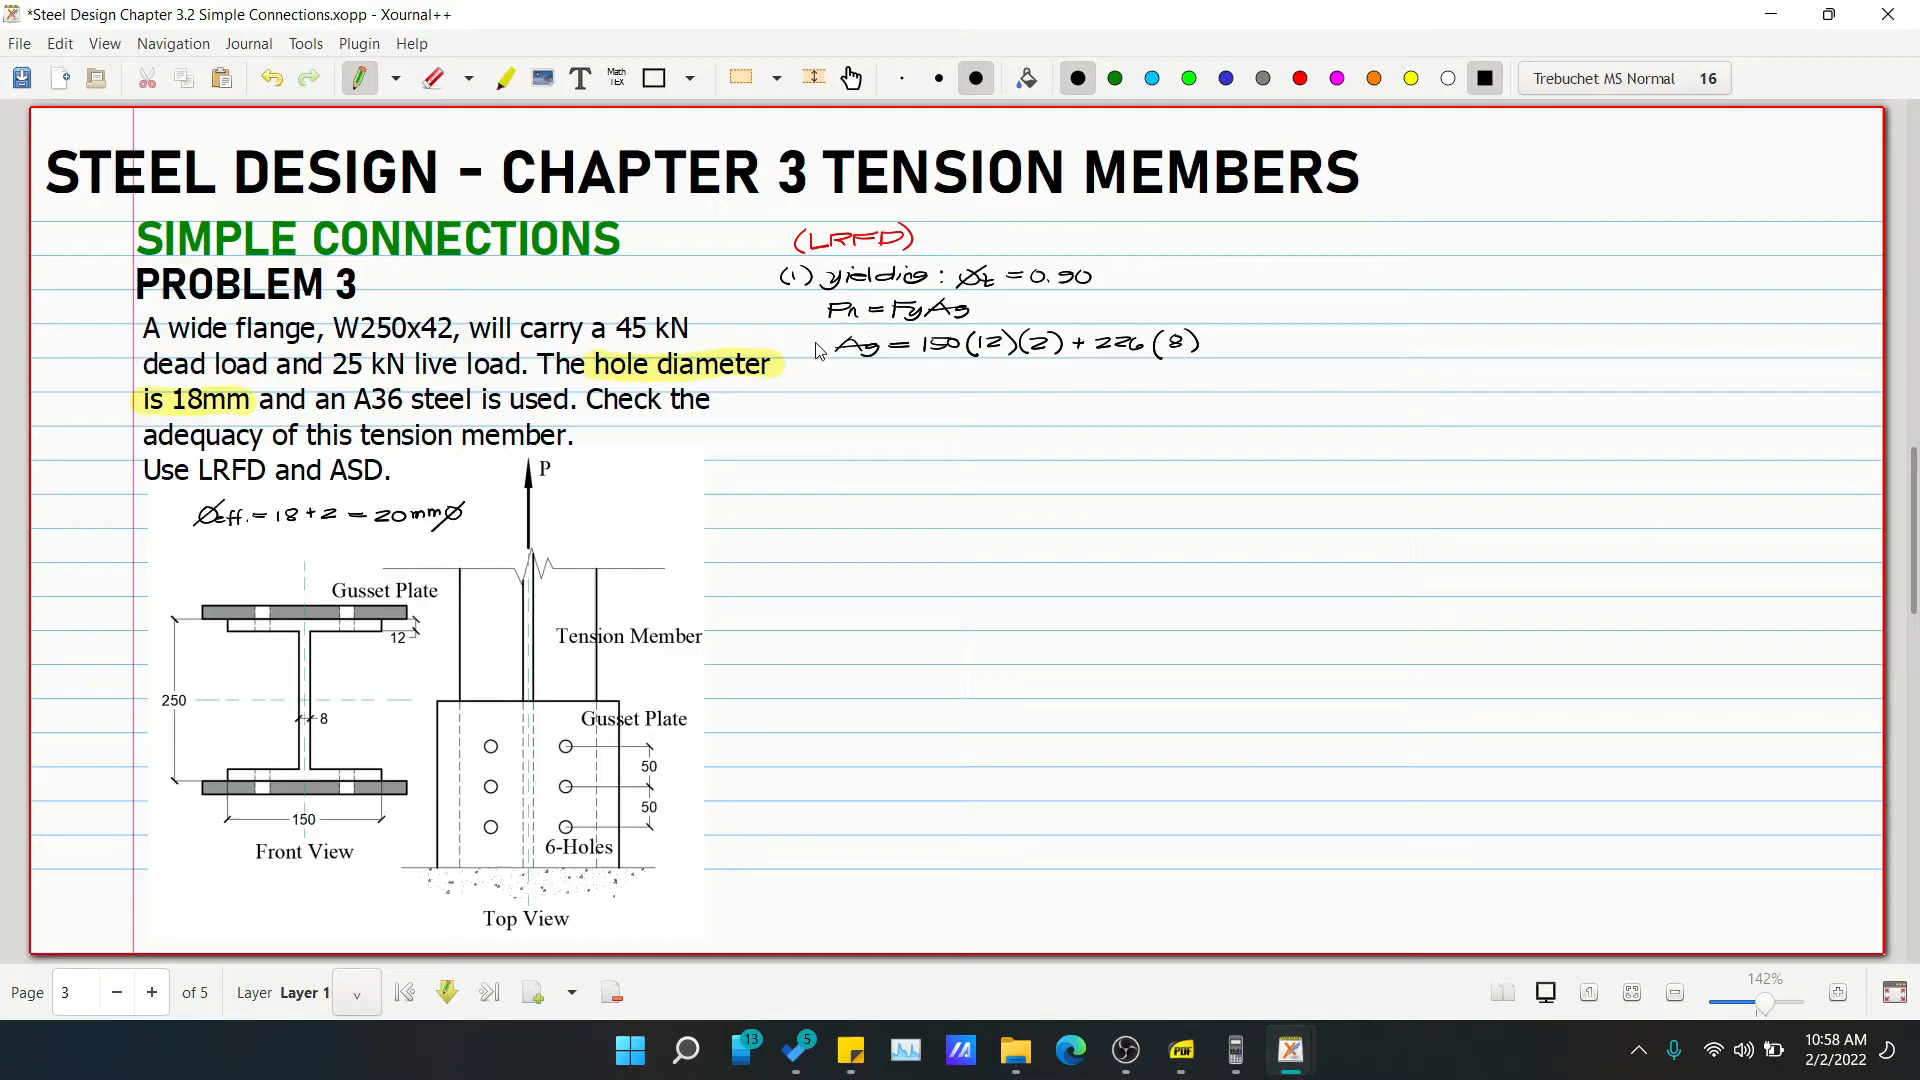 *Steel Design Chapter 3.2 Simple Connections.xopp - Xournal++
File Edit View Navigation Journal Tools Plugin Help
Math TEX
Trebuchet MS Normal 16
STEEL DESIGN - CHAPTER 3 TENSION MEMBERS
SIMPLE CONNECTIONS
PROBLEM 3
A wide flange, W250x42, will carry a 45 kN
dead load and 25 kN live load. The hole diameter
is 18mm and an A36 steel is used. Check the
adequacy of this tension member.
Use LRFD and ASD.
Øeff. = 18 + 2 = 20mmØ
(LRFD)
(1) yielding : Øt = 0.90
Pn = FyAg
Ag = 150(12)(2) + 226(8)
P
Gusset Plate
12
250
8
150
Front View
Tension Member
Gusset Plate
50
50
6-Holes
Top View
Page 3 of 5 Layer Layer 1
142%
13
5
PDF
10:58 AM
2/2/2022